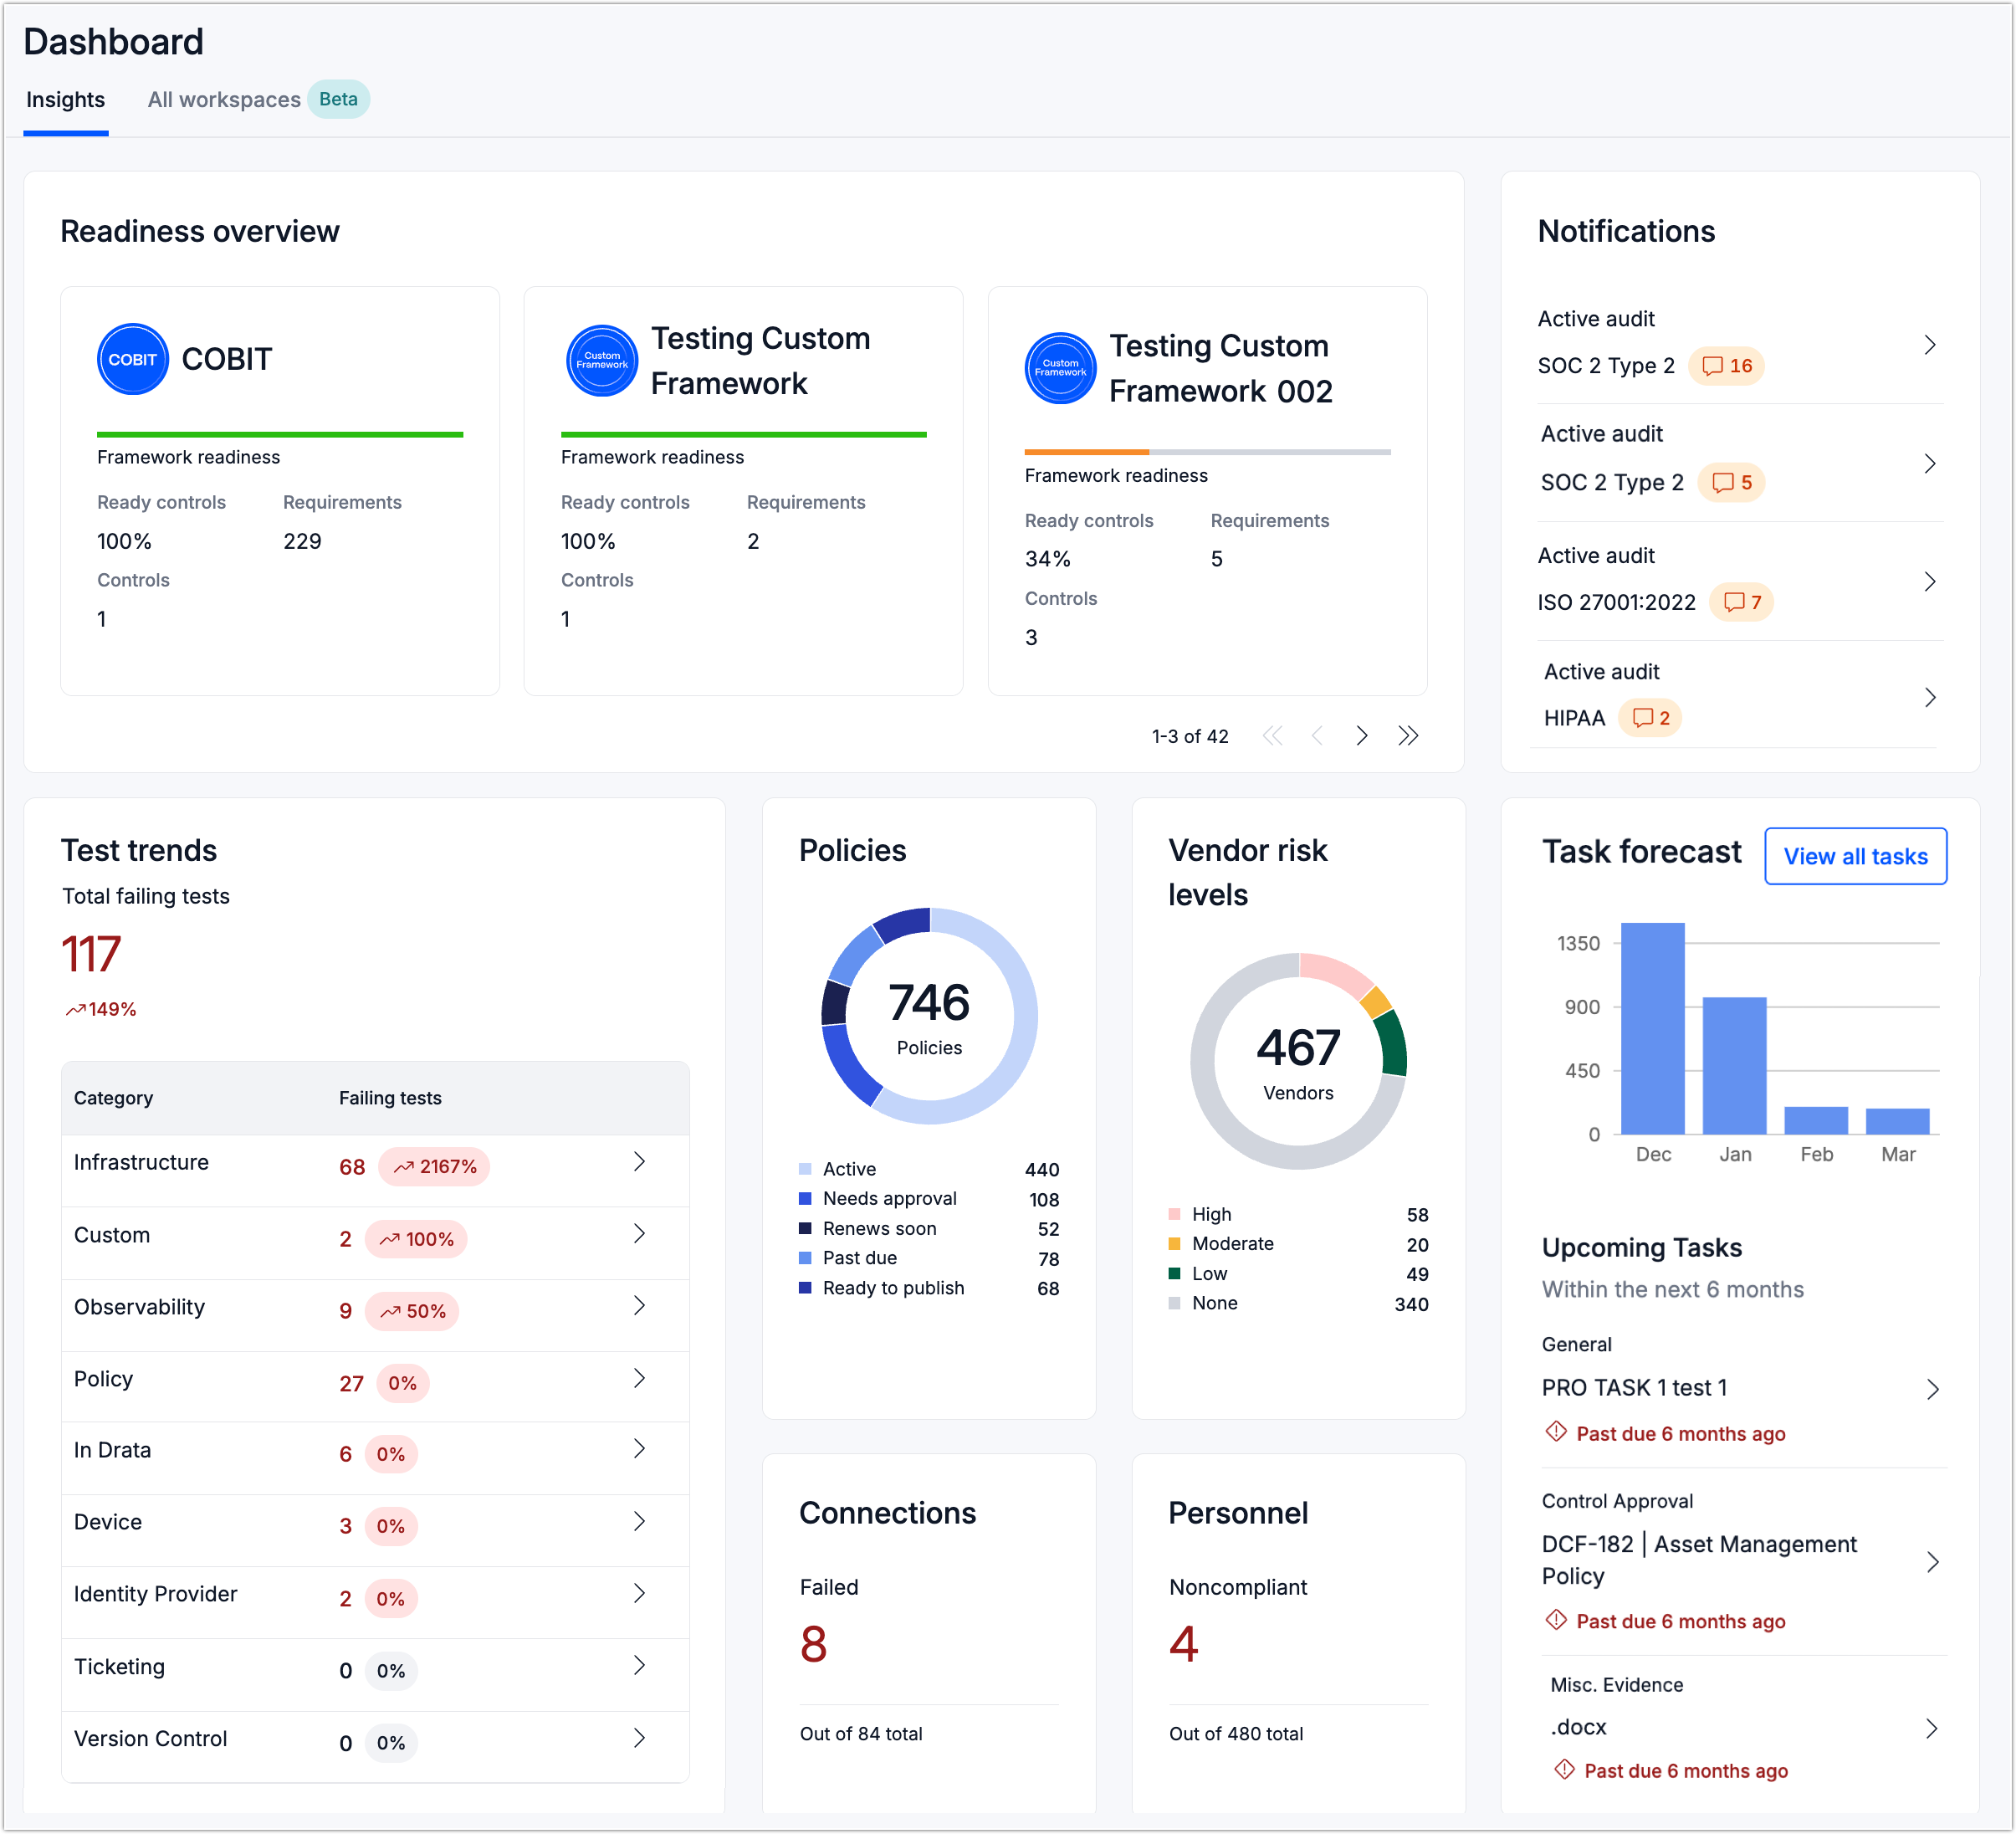 Dashboard
Insights
All workspaces Beta
Readiness overview
COBIT
COBIT
Framework readiness
Ready controls Requirements
100% 229
Controls
1
Custom
Framework
Testing Custom
Framework
Framework readiness
Ready controls Requirements
100% 2
Controls
1
Custom
Framework
Testing Custom
Framework 002
Framework readiness
Ready controls Requirements
34% 5
Controls
3
1-3 of 42
Notifications
Active audit
SOC 2 Type 2 16
Active audit
SOC 2 Type 2 5
Active audit
ISO 27001:2022 7
Active audit
HIPAA 2
Test trends
Total failing tests
117
149%
Category Failing tests
Infrastructure 68 2167%
Custom 2 100%
Observability 9 50%
Policy 27 0%
In Drata 6 0%
Device 3 0%
Identity Provider 2 0%
Ticketing 0 0%
Version Control 0 0%
Policies
746
Policies
Active 440
Needs approval 108
Renews soon 52
Past due 78
Ready to publish 68
Vendor risk
levels
467
Vendors
High 58
Moderate 20
Low 49
None 340
Connections
Failed
8
Out of 84 total
Personnel
Noncompliant
4
Out of 480 total
Task forecast
View all tasks
1350
900
450
0
Dec Jan Feb Mar
Upcoming Tasks
Within the next 6 months
General
PRO TASK 1 test 1
Past due 6 months ago
Control Approval
DCF-182 | Asset Management
Policy
Past due 6 months ago
Misc. Evidence
.docx
Past due 6 months ago